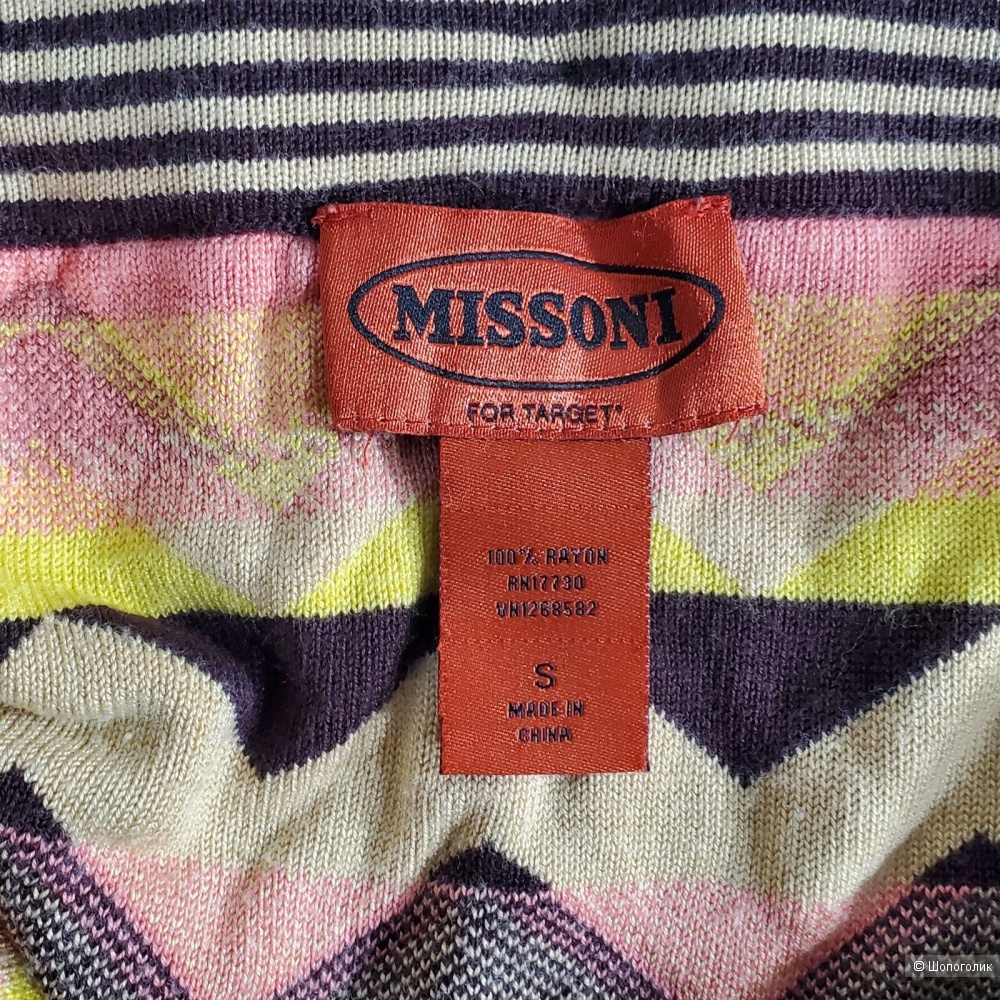 MISSONI
FOR TARGET*
100% RAYON
RN17730
VN1268582
S
MADE IN
CHINA
© Шопоголик